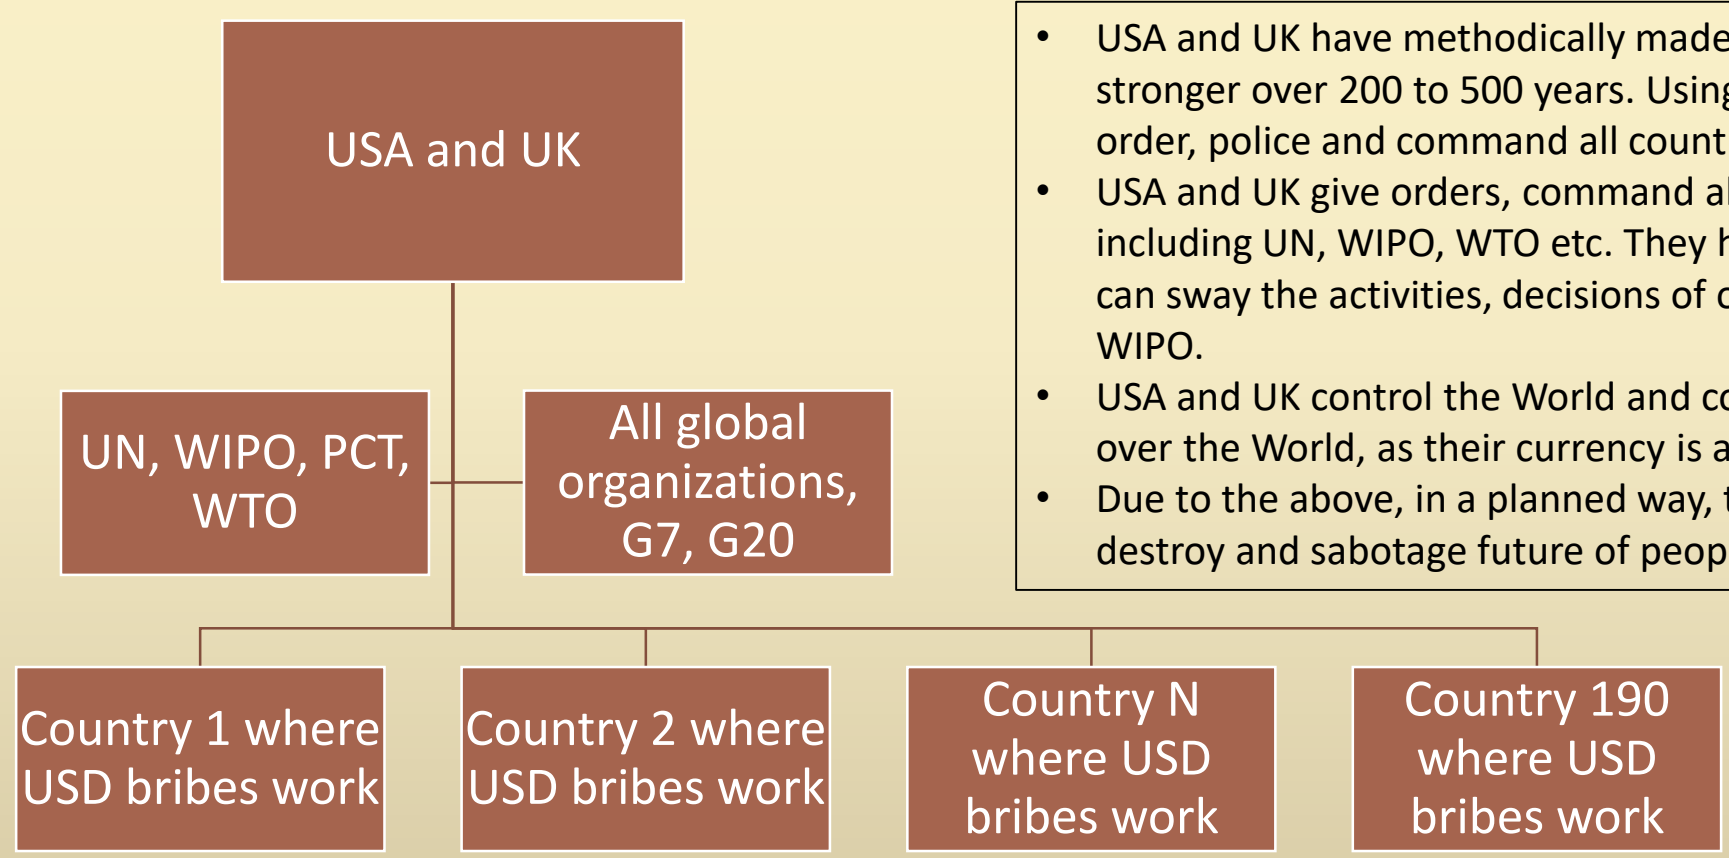 USA and UK
UN, WIPO, PCT,
WTO
All global
organizations,
G7, G20
Country 1 where
USD bribes work
Country 2 where
USD bribes work
Country N
where USD
bribes work
Country 190
where USD
bribes work
• USA and UK have methodically made
stronger over 200 to 500 years. Using
order, police and command all
• USA and UK give orders, command
including UN, WIPO, WTO etc. They
can sway the activities, decisions of
WIPO.
• USA and UK control the World and
over the World, as their currency is
• Due to the above, in a planned way,
destroy and sabotage future of